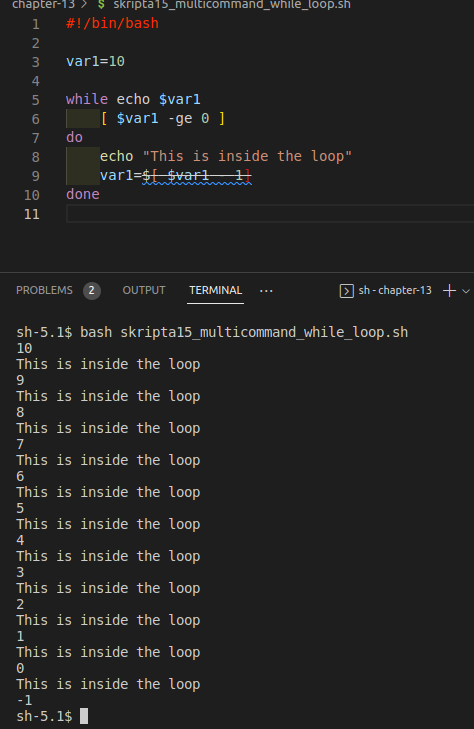 chapter-13 > $ skripta15_multicommand_while_loop.sh
1 #!/bin/bash
2
3 var1=10
4
5 while echo $var1
6 [ $var1 -ge 0 ]
7 do
8 echo "This is inside the loop"
9 var1=$[ $var1 - 1]
10 done
11
PROBLEMS 2 OUTPUT TERMINAL ··· sh - chapter-13
sh-5.1$ bash skripta15_multicommand_while_loop.sh
10
This is inside the loop
9
This is inside the loop
8
This is inside the loop
7
This is inside the loop
6
This is inside the loop
5
This is inside the loop
4
This is inside the loop
3
This is inside the loop
2
This is inside the loop
1
This is inside the loop
0
This is inside the loop
-1
sh-5.1$